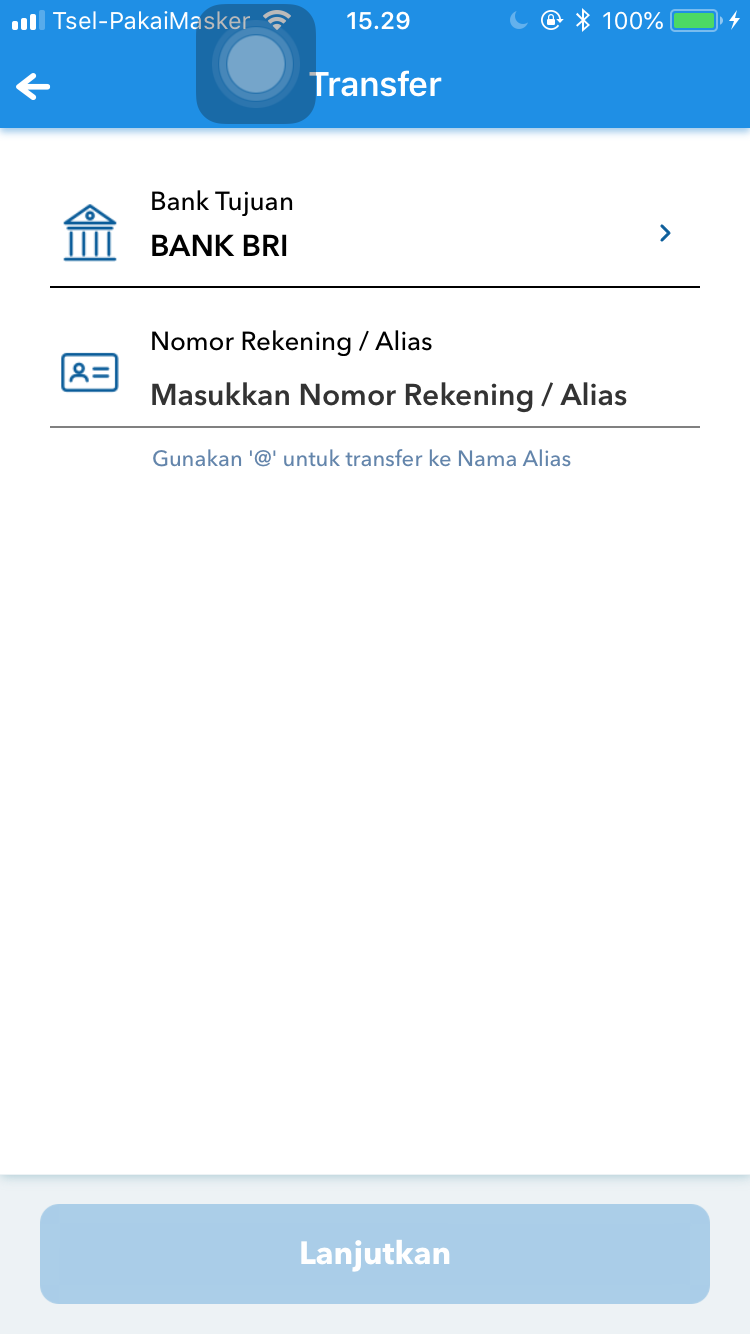 Tsel-PakaiMasker 15.29 100%
Transfer
Bank Tujuan
BANK BRI
Nomor Rekening / Alias
Masukkan Nomor Rekening / Alias
Gunakan '@' untuk transfer ke Nama Alias
Lanjutkan